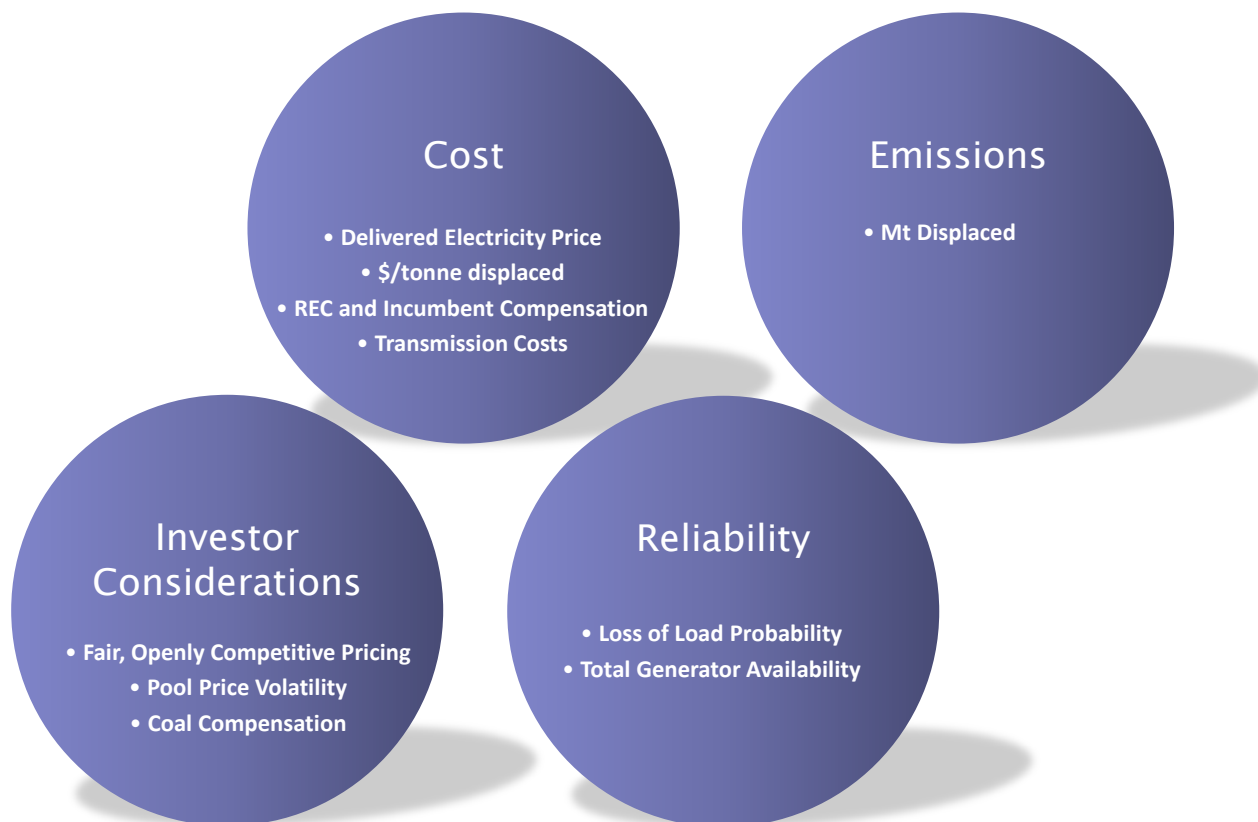 Cost
• Delivered Electricity Price
• $/tonne displaced
• REC and Incumbent Compensation
• Transmission Costs
Emissions
• Mt Displaced
Investor
Considerations
• Fair, Openly Competitive Pricing
• Pool Price Volatility
• Coal Compensation
Reliability
• Loss of Load Probability
• Total Generator Availability